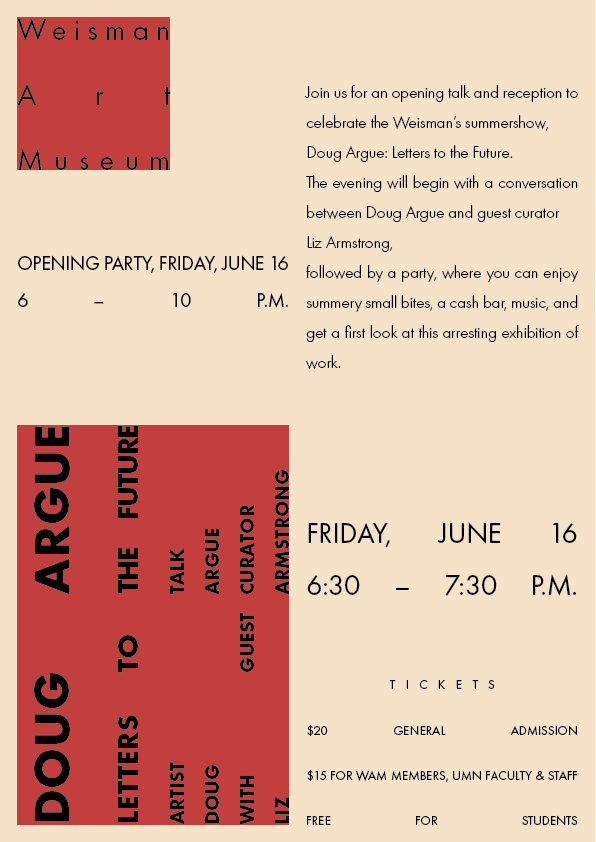 Weisman
Art
Museum
OPENING PARTY, FRIDAY, JUNE 16
6 – 10 P.M.
Join us for an opening talk and reception to
celebrate the Weisman's summershow,
Doug Argue: Letters to the Future.
The evening will begin with a conversation
between Doug Argue and guest curator
Liz Armstrong,
followed by a party, where you can enjoy
summery small bites, a cash bar, music, and
get a first look at this arresting exhibition of
work.
DOUG ARGUE
LETTERS TO THE FUTURE
ARTIST TALK
DOUG ARGUE
WITH GUEST CURATOR
LIZ ARMSTRONG
FRIDAY, JUNE 16
6:30 – 7:30 P.M.
TICKETS
$20 GENERAL ADMISSION
$15 FOR WAM MEMBERS, UMN FACULTY & STAFF
FREE FOR STUDENTS